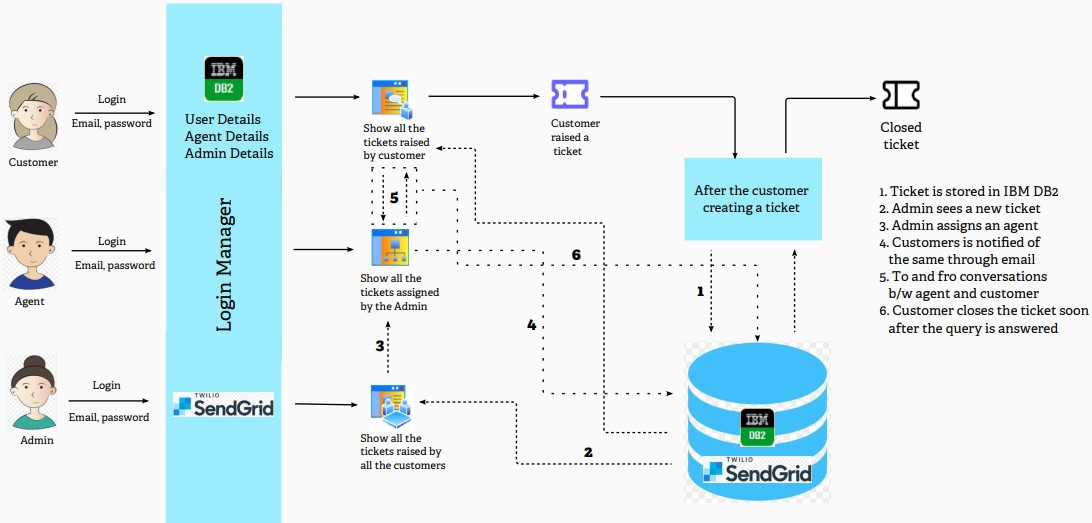 Login
Email, password
Customer
Login
Email, password
Agent
Login
Email, password
Admin
IBM
DB2
User Details
Agent Details
Admin Details
Login Manager
TWILIO
SendGrid
Show all the
tickets raised
by customer
5
Show all the
tickets assigned
by the Admin
3
Show all the
tickets raised by
all the customers
Customer
raised a
ticket
6
4
2
After the customer
creating a ticket
1
IBM
DB2
TWILIO
SendGrid
Closed
ticket
1. Ticket is stored in IBM DB2
2. Admin sees a new ticket
3. Admin assigns an agent
4. Customers is notified of
the same through email
5. To and fro conversations
b/w agent and customer
6. Customer closes the ticket soon
after the query is answered